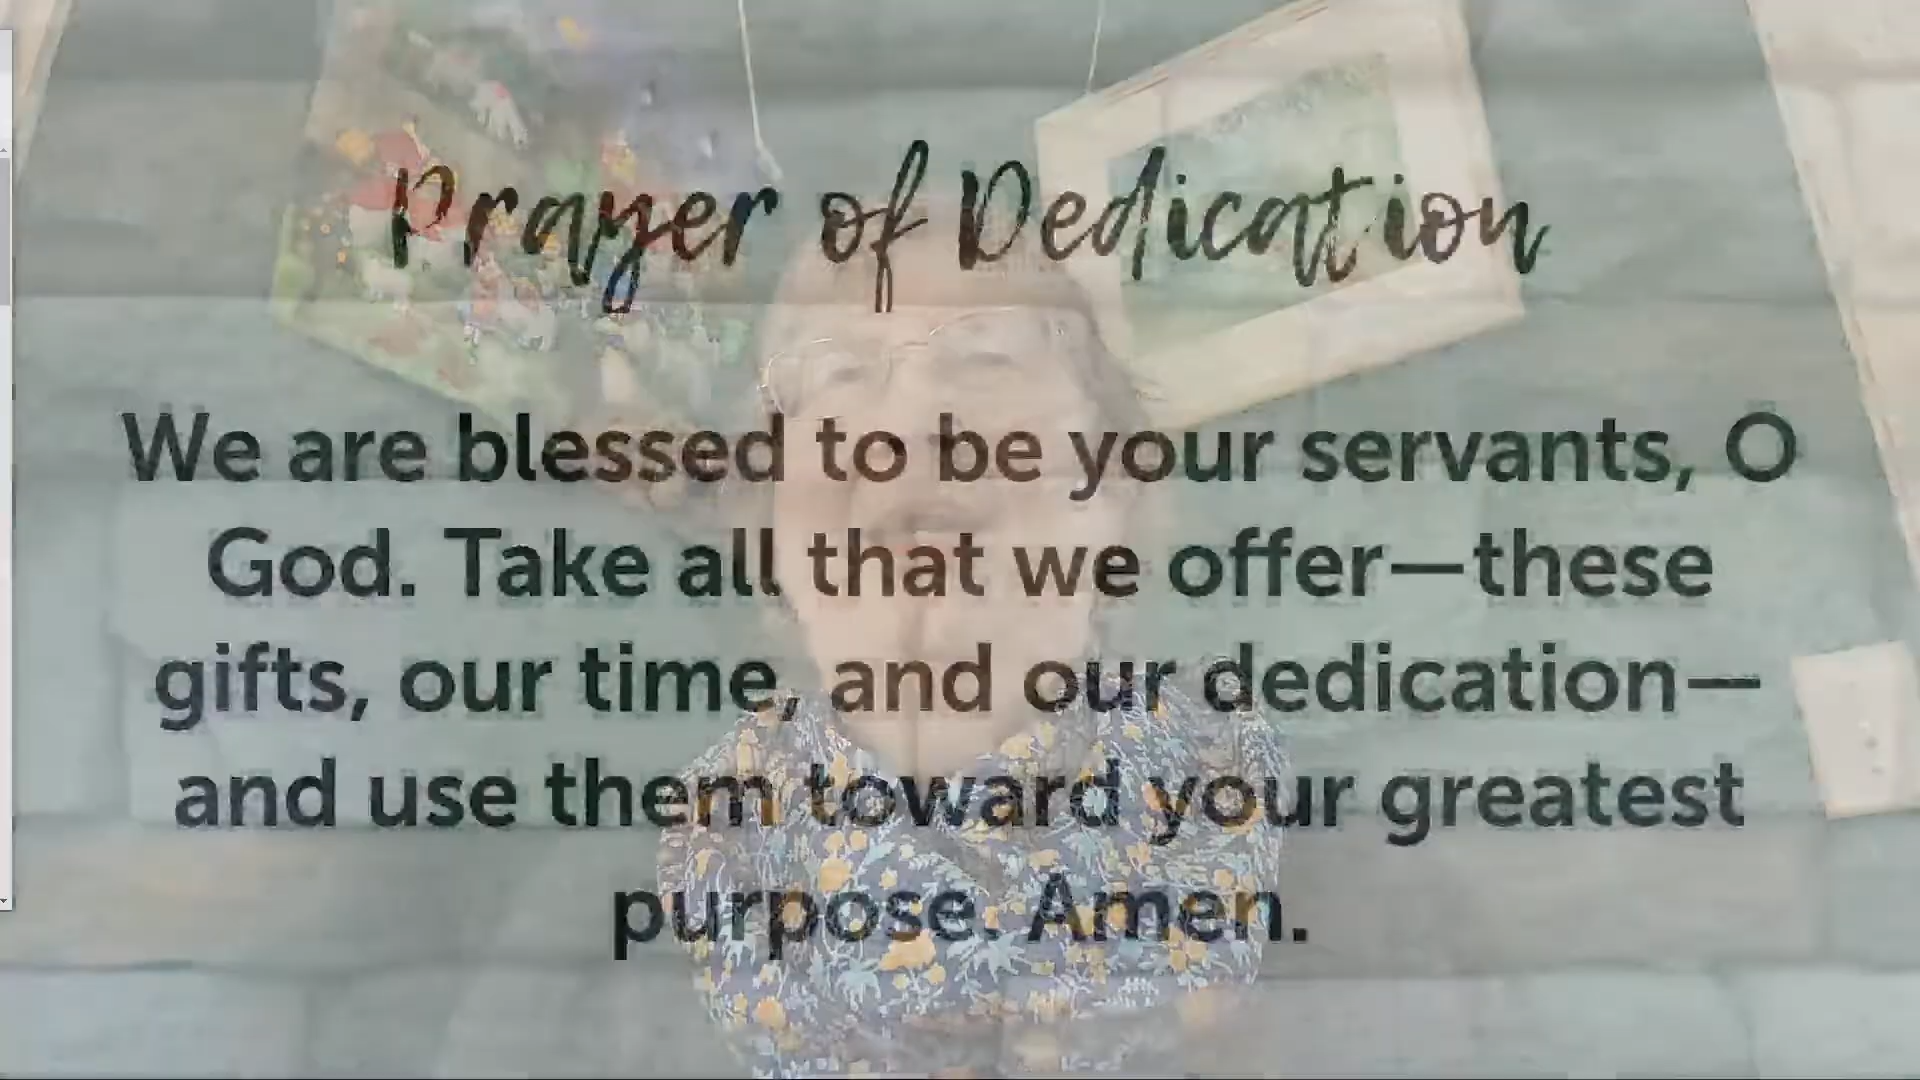 Prayer of Dedication
We are blessed to be your servants, O
God. Take all that we offer—these
gifts, our time, and our dedication—
and use them toward your greatest
purpose. Amen.